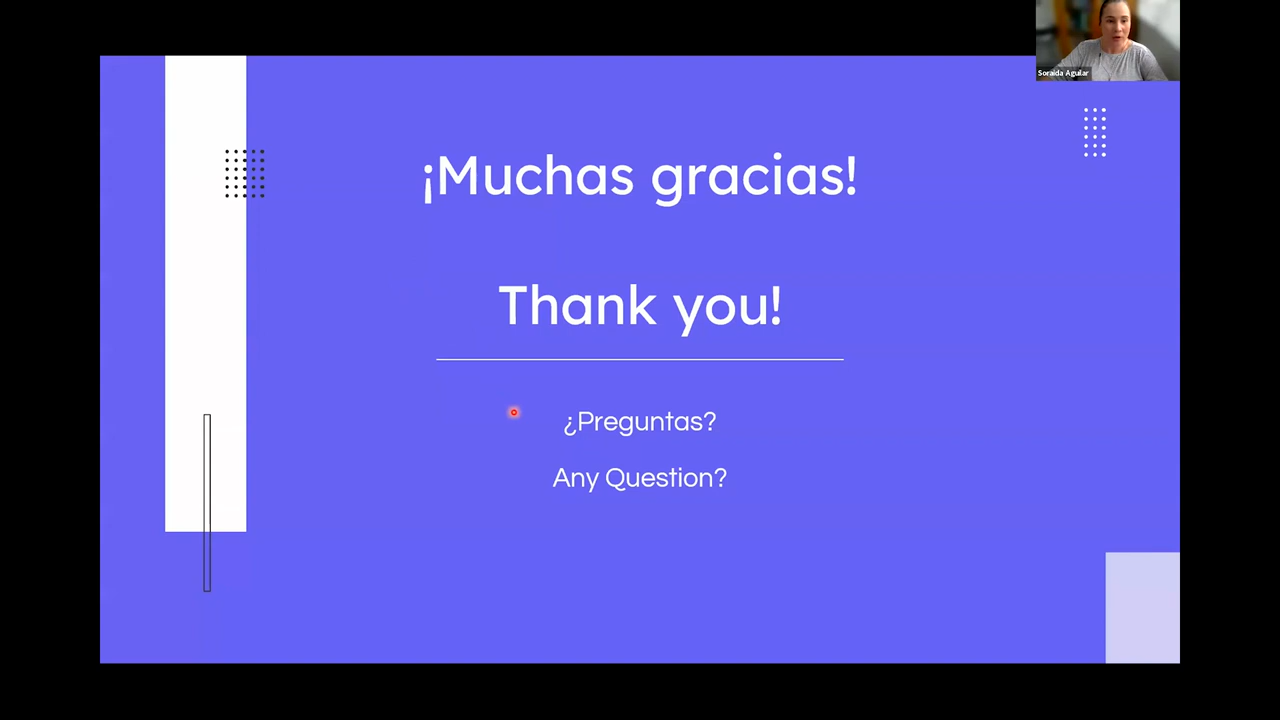 Soraida Aguilar
¡Muchas gracias!
Thank you!
¿Preguntas?
Any Question?